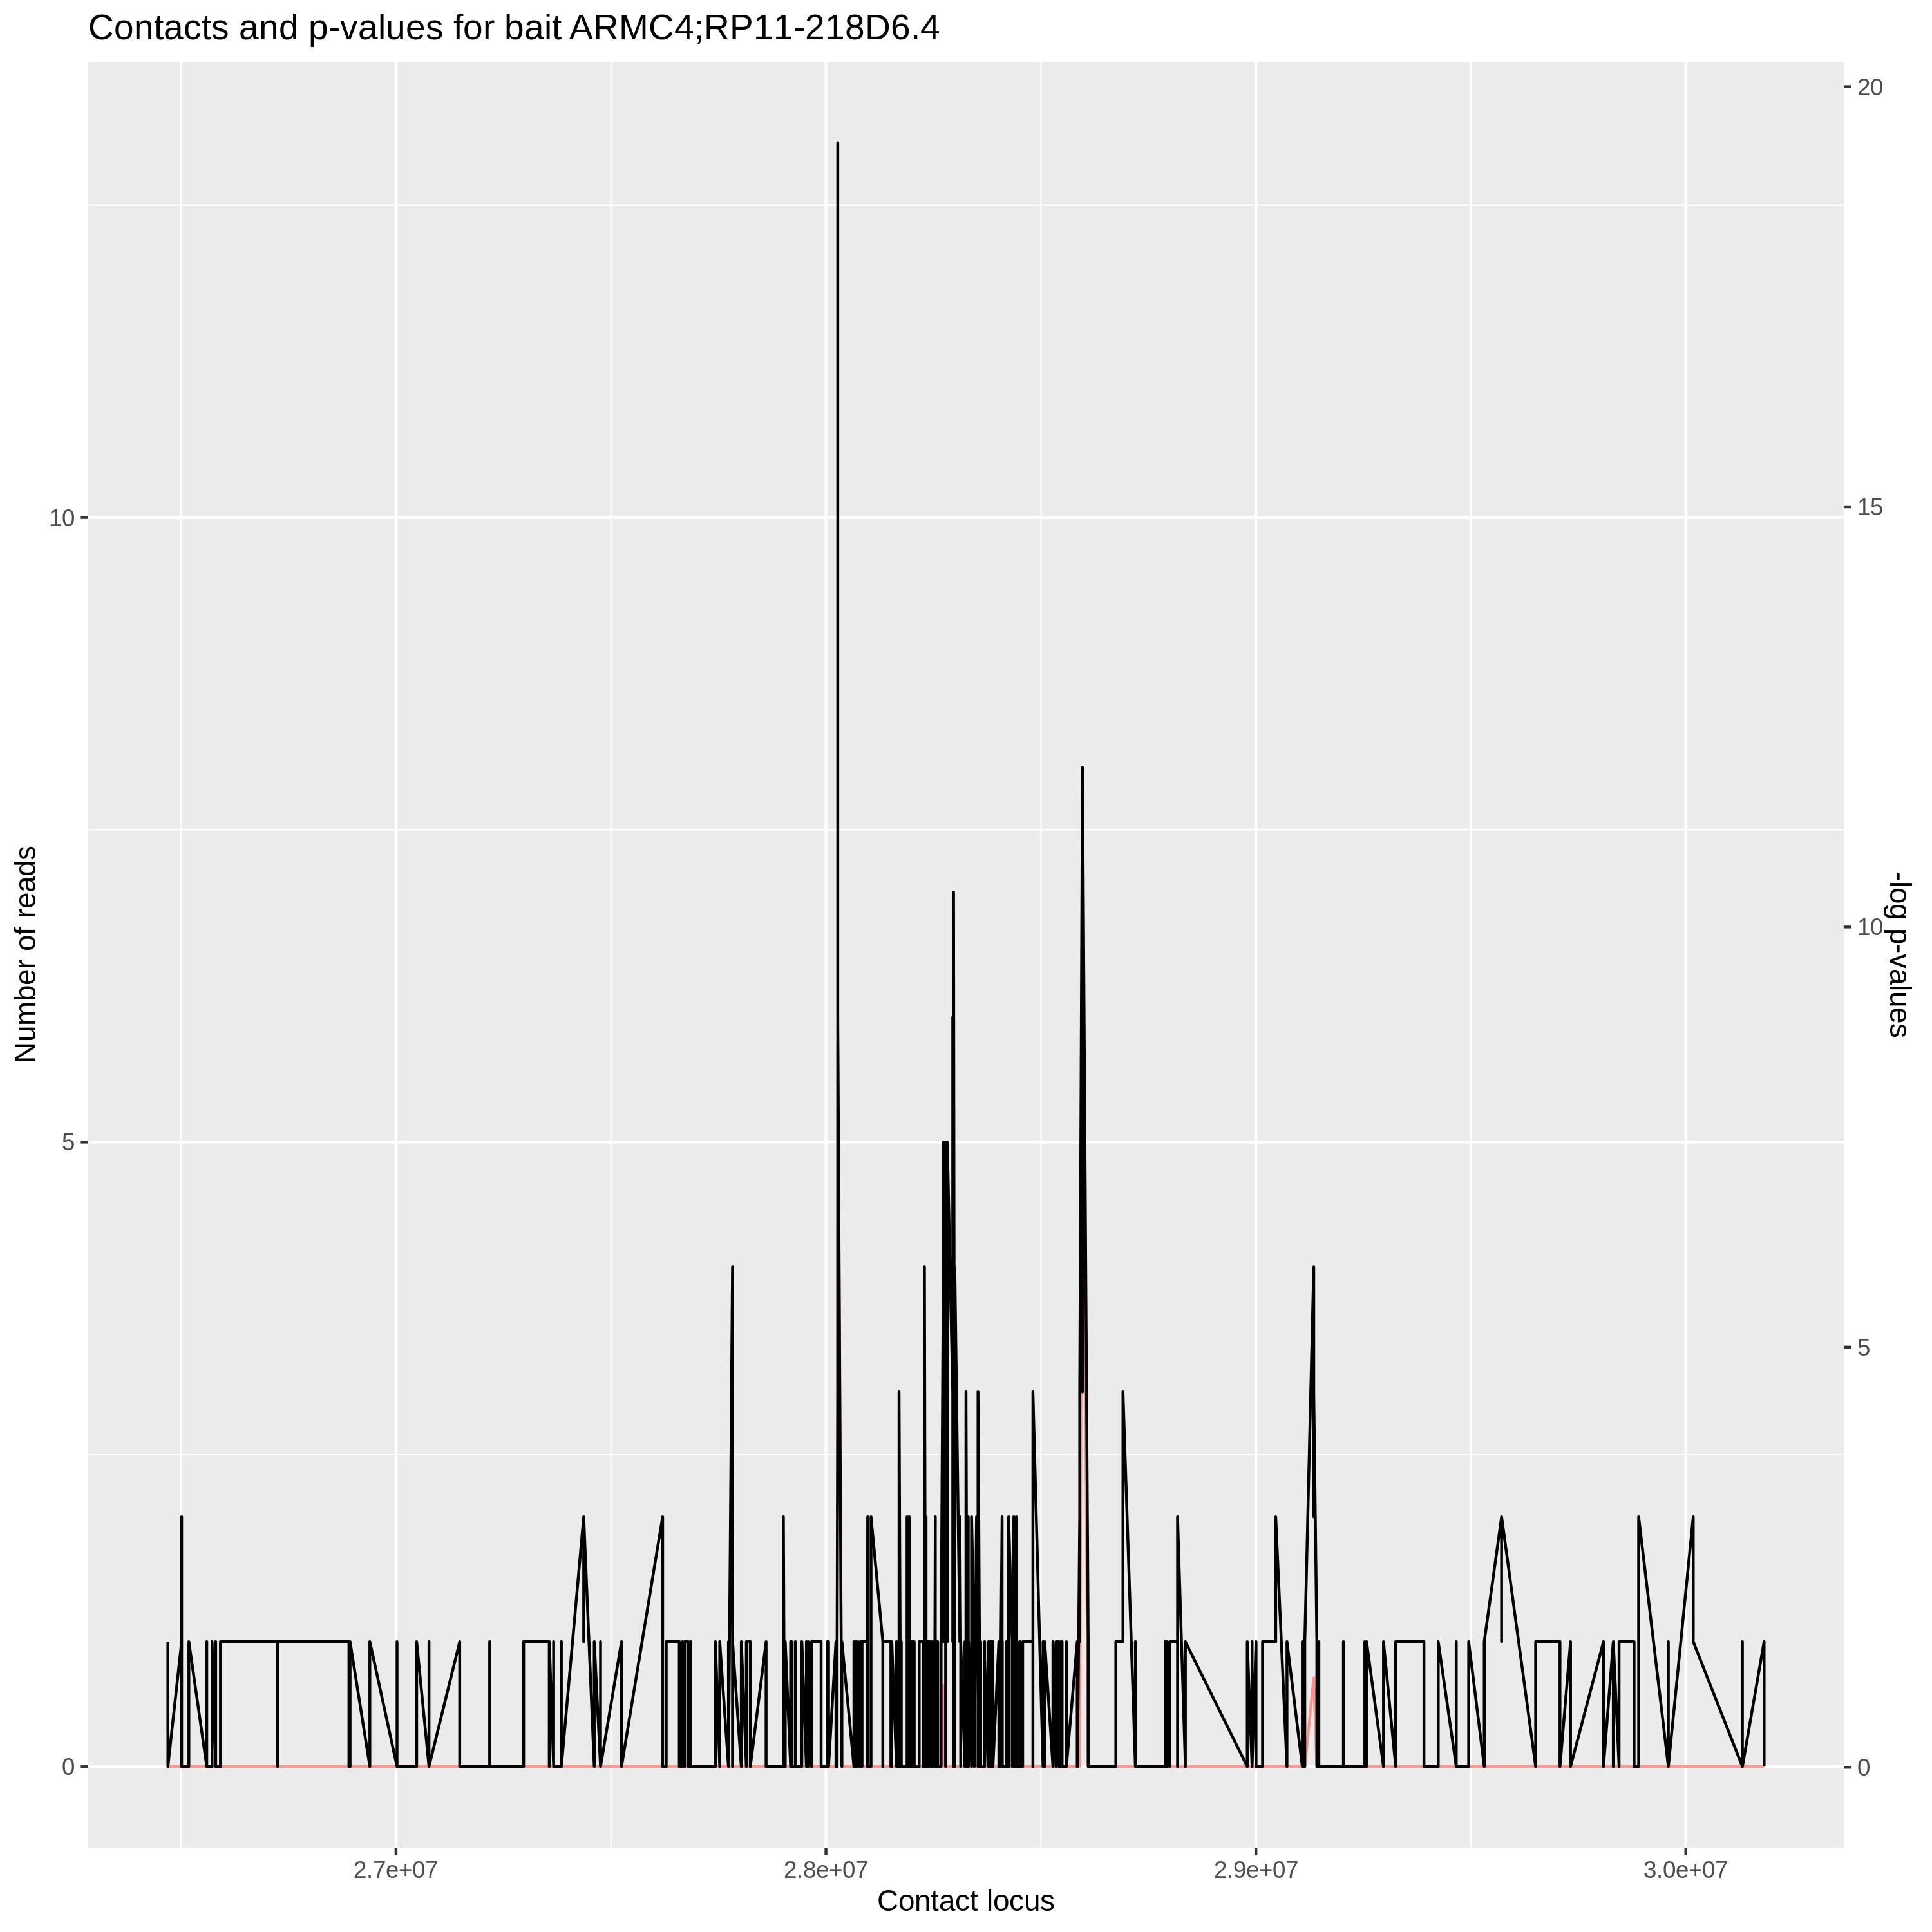 Contacts and p-values for bait ARMC4;RP11-218D6.4
20
15
10
5
0
10
5
0
Number of reads
-log p-values
2.7e+07 2.8e+07 2.9e+07 3.0e+07
Contact locus